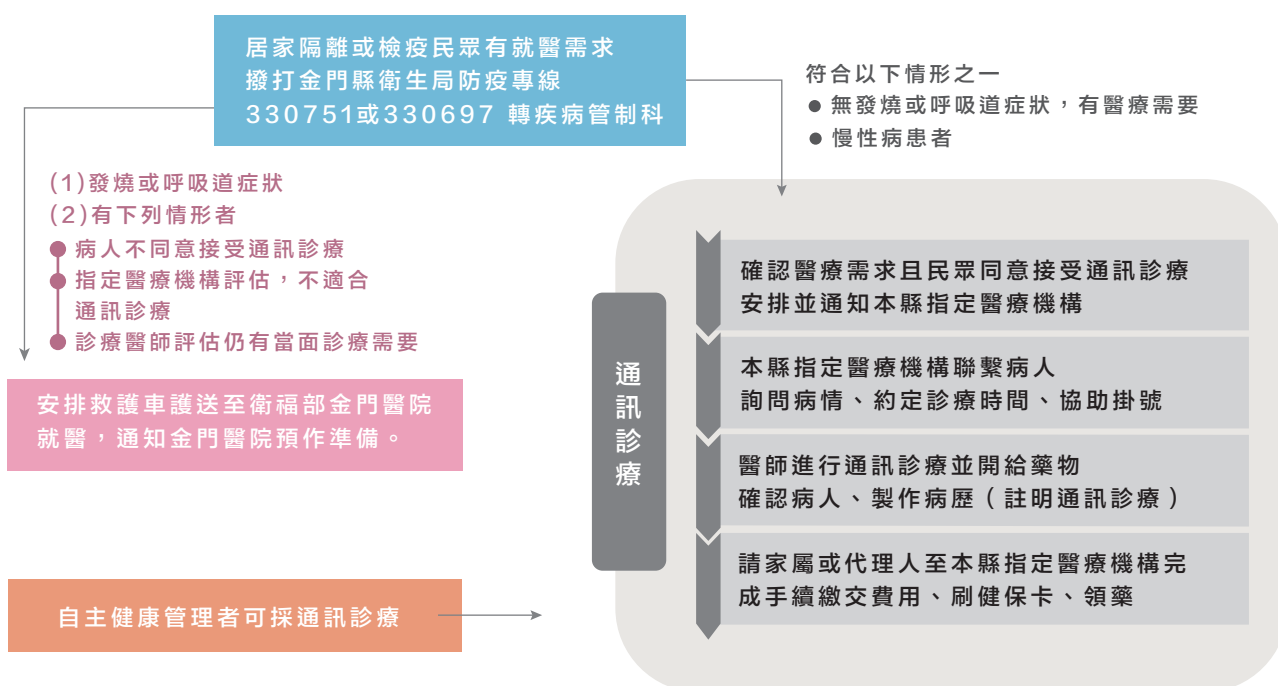 居家隔離或檢疫民眾有就醫需求
撥打金門縣衛生局防疫專線
330751或330697 轉疾病管制科
符合以下情形之一
● 無發燒或呼吸道症狀，有醫療需要
● 慢性病患者
(1)發燒或呼吸道症狀
(2)有下列情形者
● 病人不同意接受通訊診療
● 指定醫療機構評估，不適合
通訊診療
● 診療醫師評估仍有當面診療需要
安排救護車護送至衛福部金門醫院
就醫，通知金門醫院預作準備。
自主健康管理者可採通訊診療
通訊診療
確認醫療需求且民眾同意接受通訊診療
安排並通知本縣指定醫療機構
本縣指定醫療機構聯繫病人
詢問病情、約定診療時間、協助掛號
醫師進行通訊診療並開給藥物
確認病人、製作病歷（註明通訊診療）
請家屬或代理人至本縣指定醫療機構完
成手續繳交費用、刷健保卡、領藥